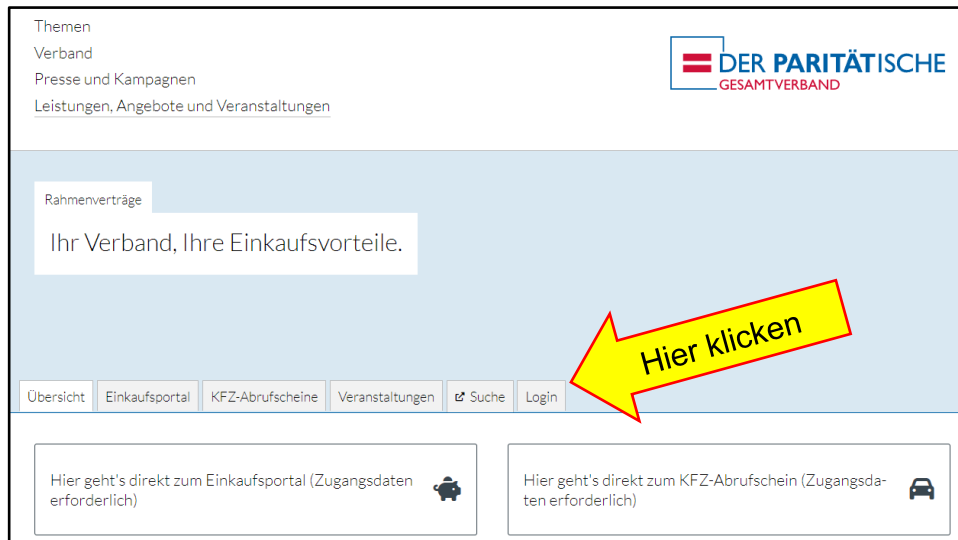 Themen
Verband
Presse und Kampagnen
Leistungen, Angebote und Veranstaltungen
DER PARITÄTISCHE
GESAMTVERBAND
Rahmenverträge
Ihr Verband, Ihre Einkaufsvorteile.
Hier klicken
Übersicht Einkaufsportal KFZ-Abrufscheine Veranstaltungen Suche Login
Hier geht's direkt zum Einkaufsportal (Zugangsdaten
erforderlich)
Hier geht's direkt zum KFZ-Abrufschein (Zugangsda-
ten erforderlich)